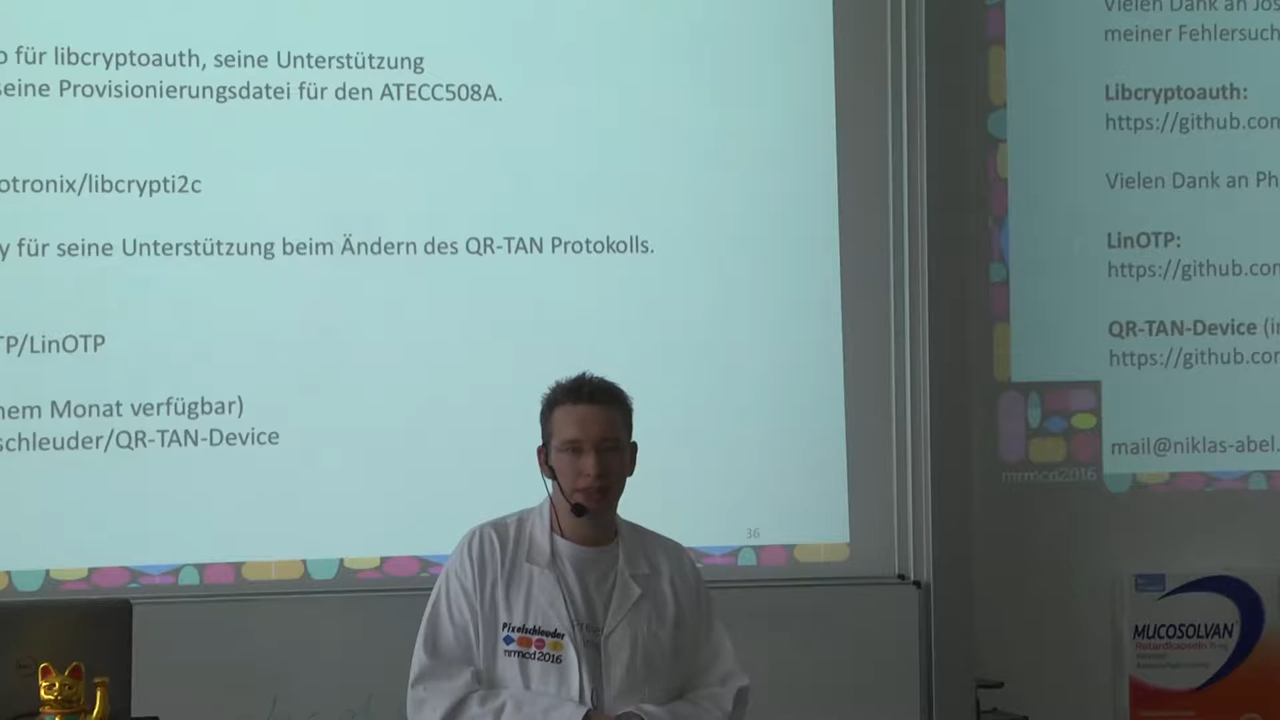 für libcryptoauth, seine Unterstützung
seine Provisionierungsdatei für den ATECC508A.
otronix/libcrypti2c
y für seine Unterstützung beim Ändern des QR-TAN Protokolls.
TP/LinOTP
nem Monat verfügbar)
schleuder/QR-TAN-Device
36
Vielen Dank an Jos
meiner Fehlersuch
Libcryptoauth:
https://github.com
Vielen Dank an Ph
LinOTP:
https://github.com
QR-TAN-Device (i
https://github.com
mail@niklas-abel.
mrmcd2016
Pixelschleuder
mrmcd2016
MUCOSOLVAN
Retardkapseln